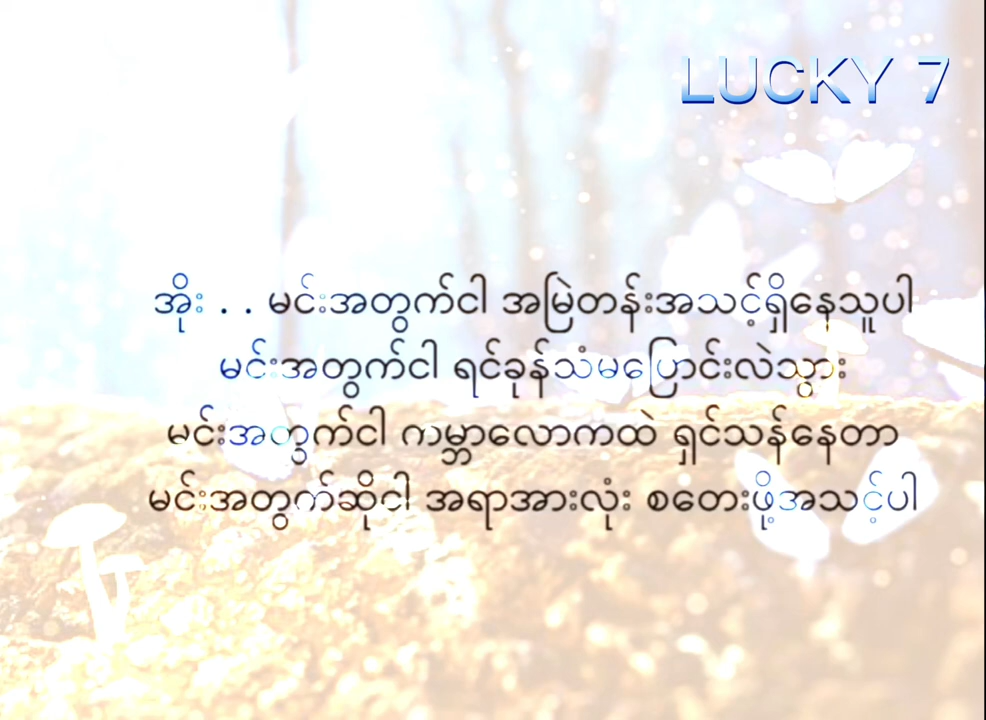 LUCKY 7
အိုး . . မင်းအတွက်ငါ အမြဲတန်းအသင့်ရှိနေသူပါ
မင်းအတွက်ငါ ရင်ခုန်သံမပြောင်းလဲသွား
မင်းအတွက်ငါ ကမ္ဘာလောကထဲ ရှင်သန်နေတာ
မင်းအတွက်ဆိုငါ အရာအားလုံး စတေးဖို့အသင့်ပါ